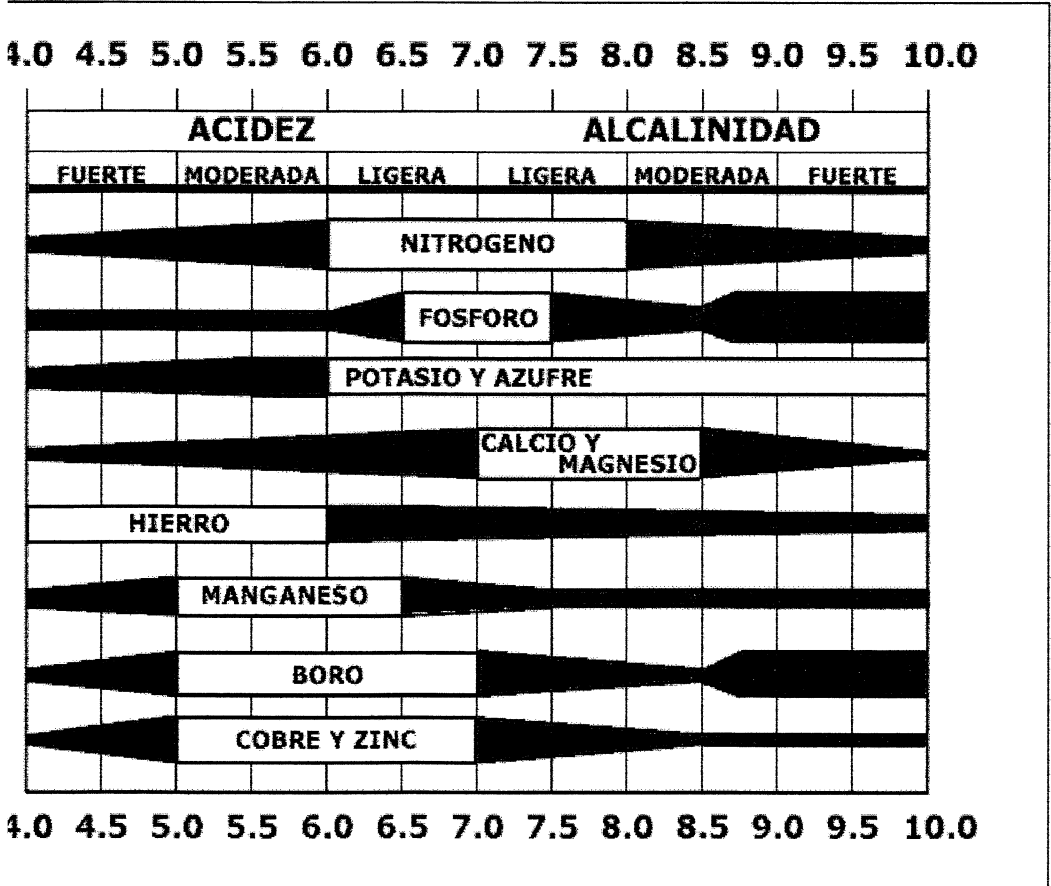 4.0 4.5 5.0 5.5 6.0 6.5 7.0 7.5 8.0 8.5 9.0 9.5 10.0
ACIDEZ ALCALINIDAD
FUERTE MODERADA LIGERA LIGERA MODERADA FUERTE
NITROGENO
FOSFORO
POTASIO Y AZUFRE
CALCIO Y
MAGNESIO
HIERRO
MANGANESO
BORO
COBRE Y ZINC
4.0 4.5 5.0 5.5 6.0 6.5 7.0 7.5 8.0 8.5 9.0 9.5 10.0